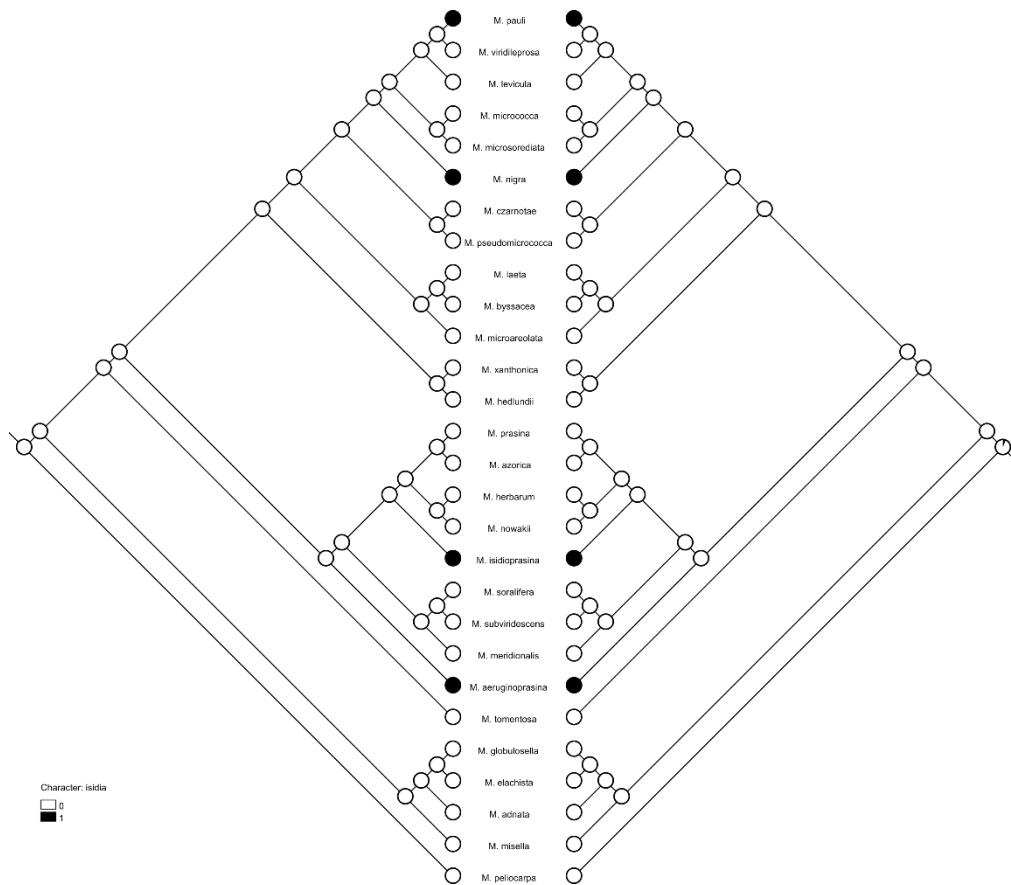 M. pauli
M. viridileprosa
M. levicula
M. micrococca
M. microsorediata
M. nigra
M. czarnotae
M. pseudomicrococca
M. laeta
M. byssacea
M. microareolata
M. xanthonica
M. hedlundii
M. prasina
M. azorica
M. herbarum
M. nowakii
M. isidioprasina
M. soralifera
M. subviridescens
M. meridionalis
M. aeruginoprasina
M. tomentosa
M. globulosella
M. elachista
M. adnata
M. misella
M. peliocarpa
Character: isidia
0
1